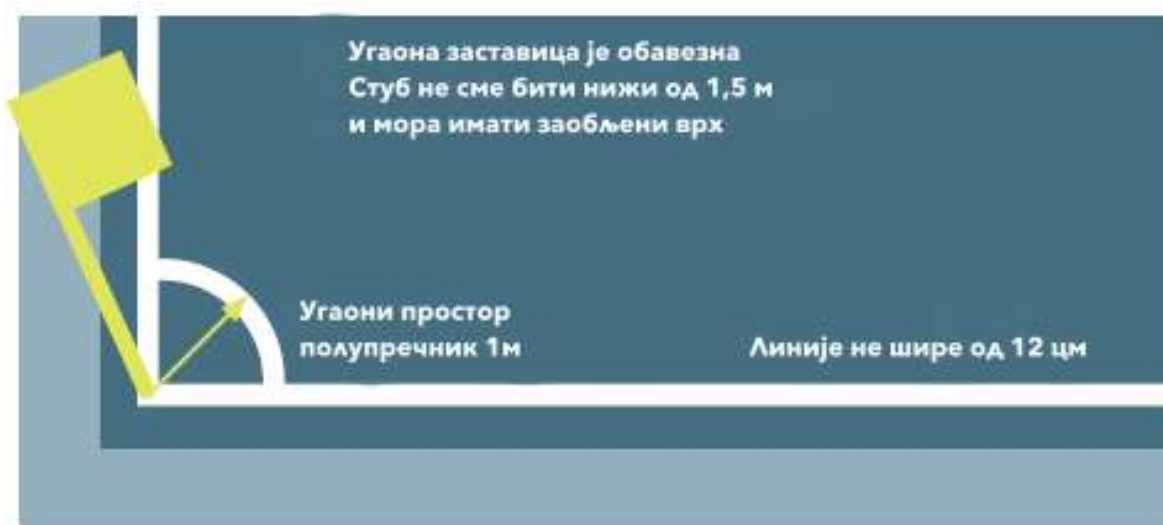 Угаона заставица је обавезна
Стуб не сме бити нижи од 1,5 м
и мора имати заобљени врх
Угаони простор
полупречник 1м
Линије не шире од 12 цм